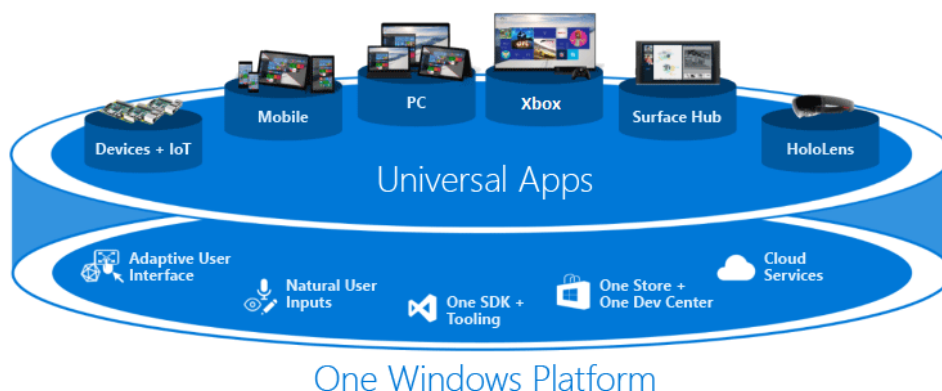 Devices + IoT
Mobile
PC
Xbox
Surface Hub
HoloLens
Universal Apps
Adaptive User
Interface
Natural User
Inputs
One SDK +
Tooling
One Store +
One Dev Center
Cloud
Services
One Windows Platform